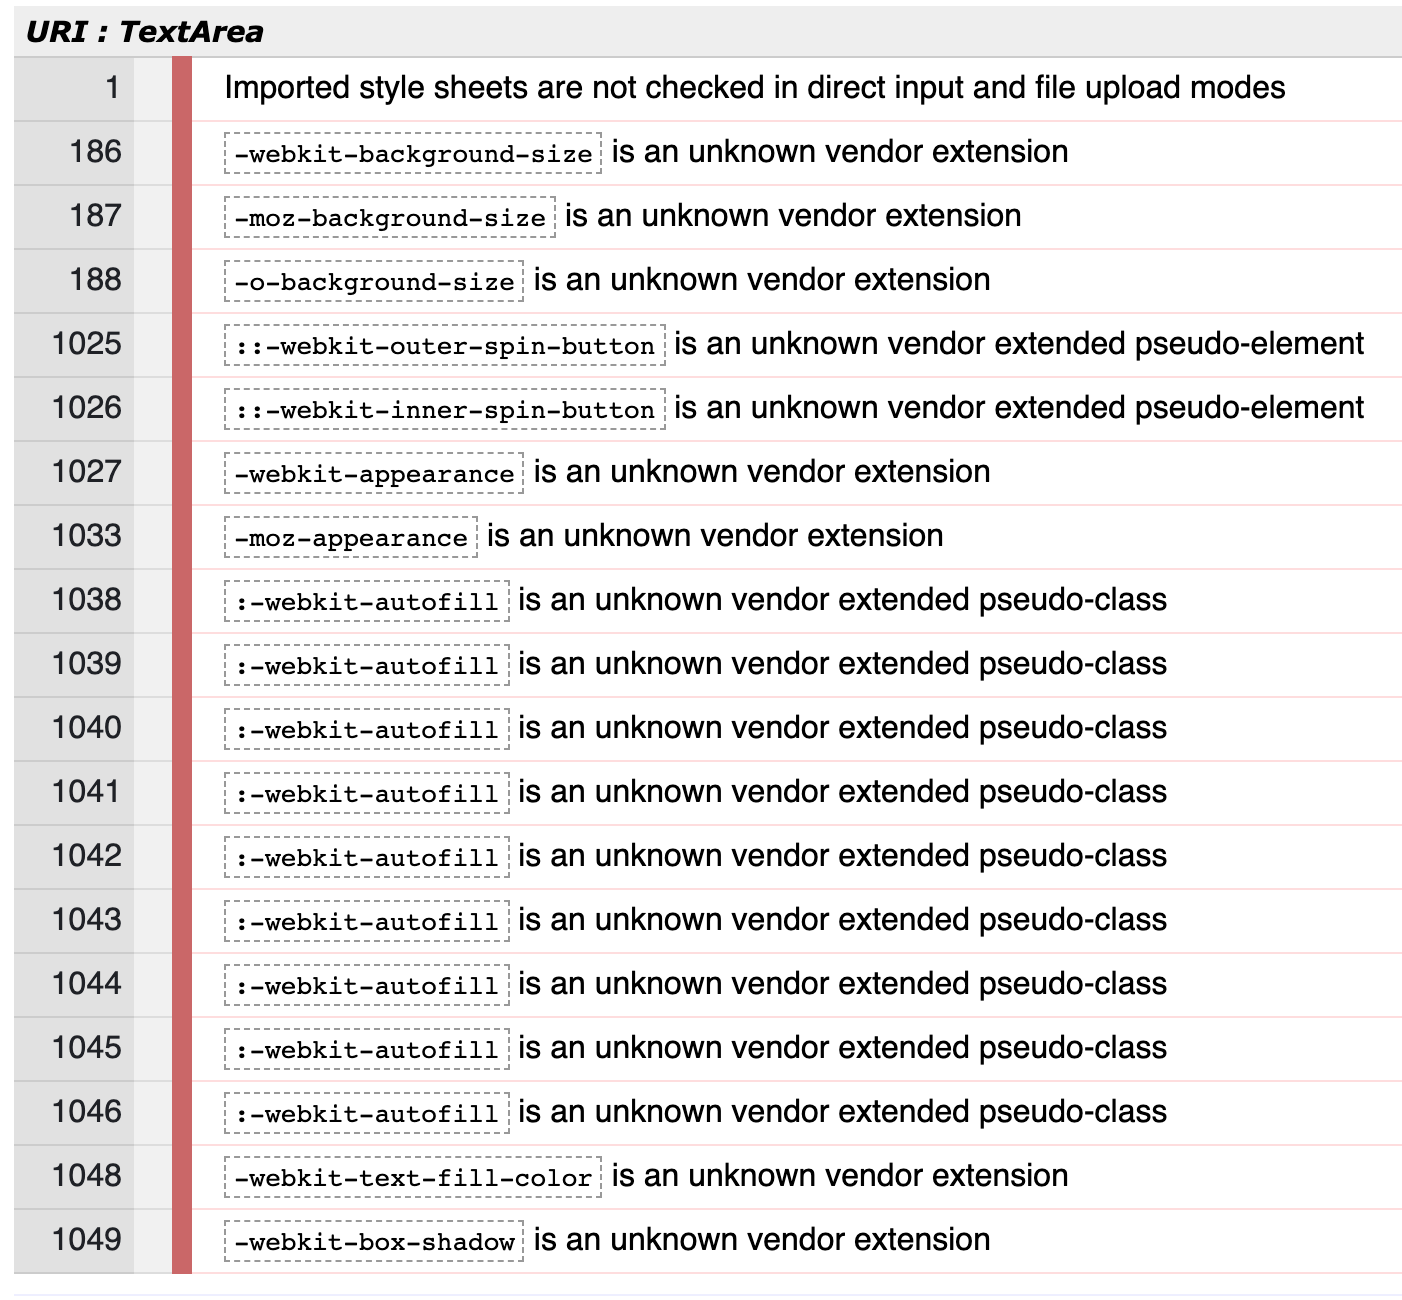 URI : TextArea
1 Imported style sheets are not checked in direct input and file upload modes
186 -webkit-background-size is an unknown vendor extension
187 -moz-background-size is an unknown vendor extension
188 -o-background-size is an unknown vendor extension
1025 ::-webkit-outer-spin-button is an unknown vendor extended pseudo-element
1026 ::-webkit-inner-spin-button is an unknown vendor extended pseudo-element
1027 -webkit-appearance is an unknown vendor extension
1033 -moz-appearance is an unknown vendor extension
1038 :-webkit-autofill is an unknown vendor extended pseudo-class
1039 :-webkit-autofill is an unknown vendor extended pseudo-class
1040 :-webkit-autofill is an unknown vendor extended pseudo-class
1041 :-webkit-autofill is an unknown vendor extended pseudo-class
1042 :-webkit-autofill is an unknown vendor extended pseudo-class
1043 :-webkit-autofill is an unknown vendor extended pseudo-class
1044 :-webkit-autofill is an unknown vendor extended pseudo-class
1045 :-webkit-autofill is an unknown vendor extended pseudo-class
1046 :-webkit-autofill is an unknown vendor extended pseudo-class
1048 -webkit-text-fill-color is an unknown vendor extension
1049 -webkit-box-shadow is an unknown vendor extension